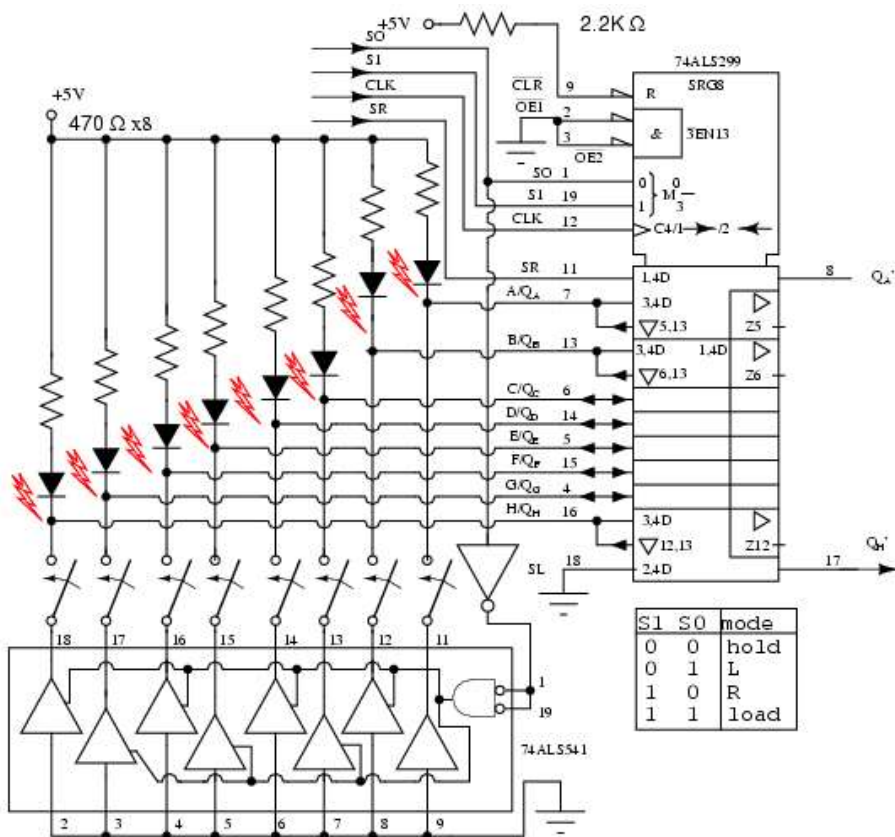 +5V
2.2K Ω
SO
S1
CLK
SR
74ALS299
SRG8
+5V
470 Ω x8
CLR 9 R
OE1 2
& 3EN13
3
OE2
SO 1 0 } M 0
S1 19 1 3
CLK 12 C4/1 /2
SR 11 1,4D 8 QA'
A/QA 7 3,4D
5,13 Z5
B/QB 13 3,4D 1,4D
6,13 Z6
C/QC 6
D/QD 14
E/QE 5
F/QF 15
G/QG 4
H/QH 16 3,4D
12,13 Z12 QH'
SL 18 2,4D 17
S1 S0 mode
0 0 hold
0 1 L
1 0 R
1 1 load
18 17 16 15 14 13 12 11
1
19
74ALS541
2 3 4 5 6 7 8 9